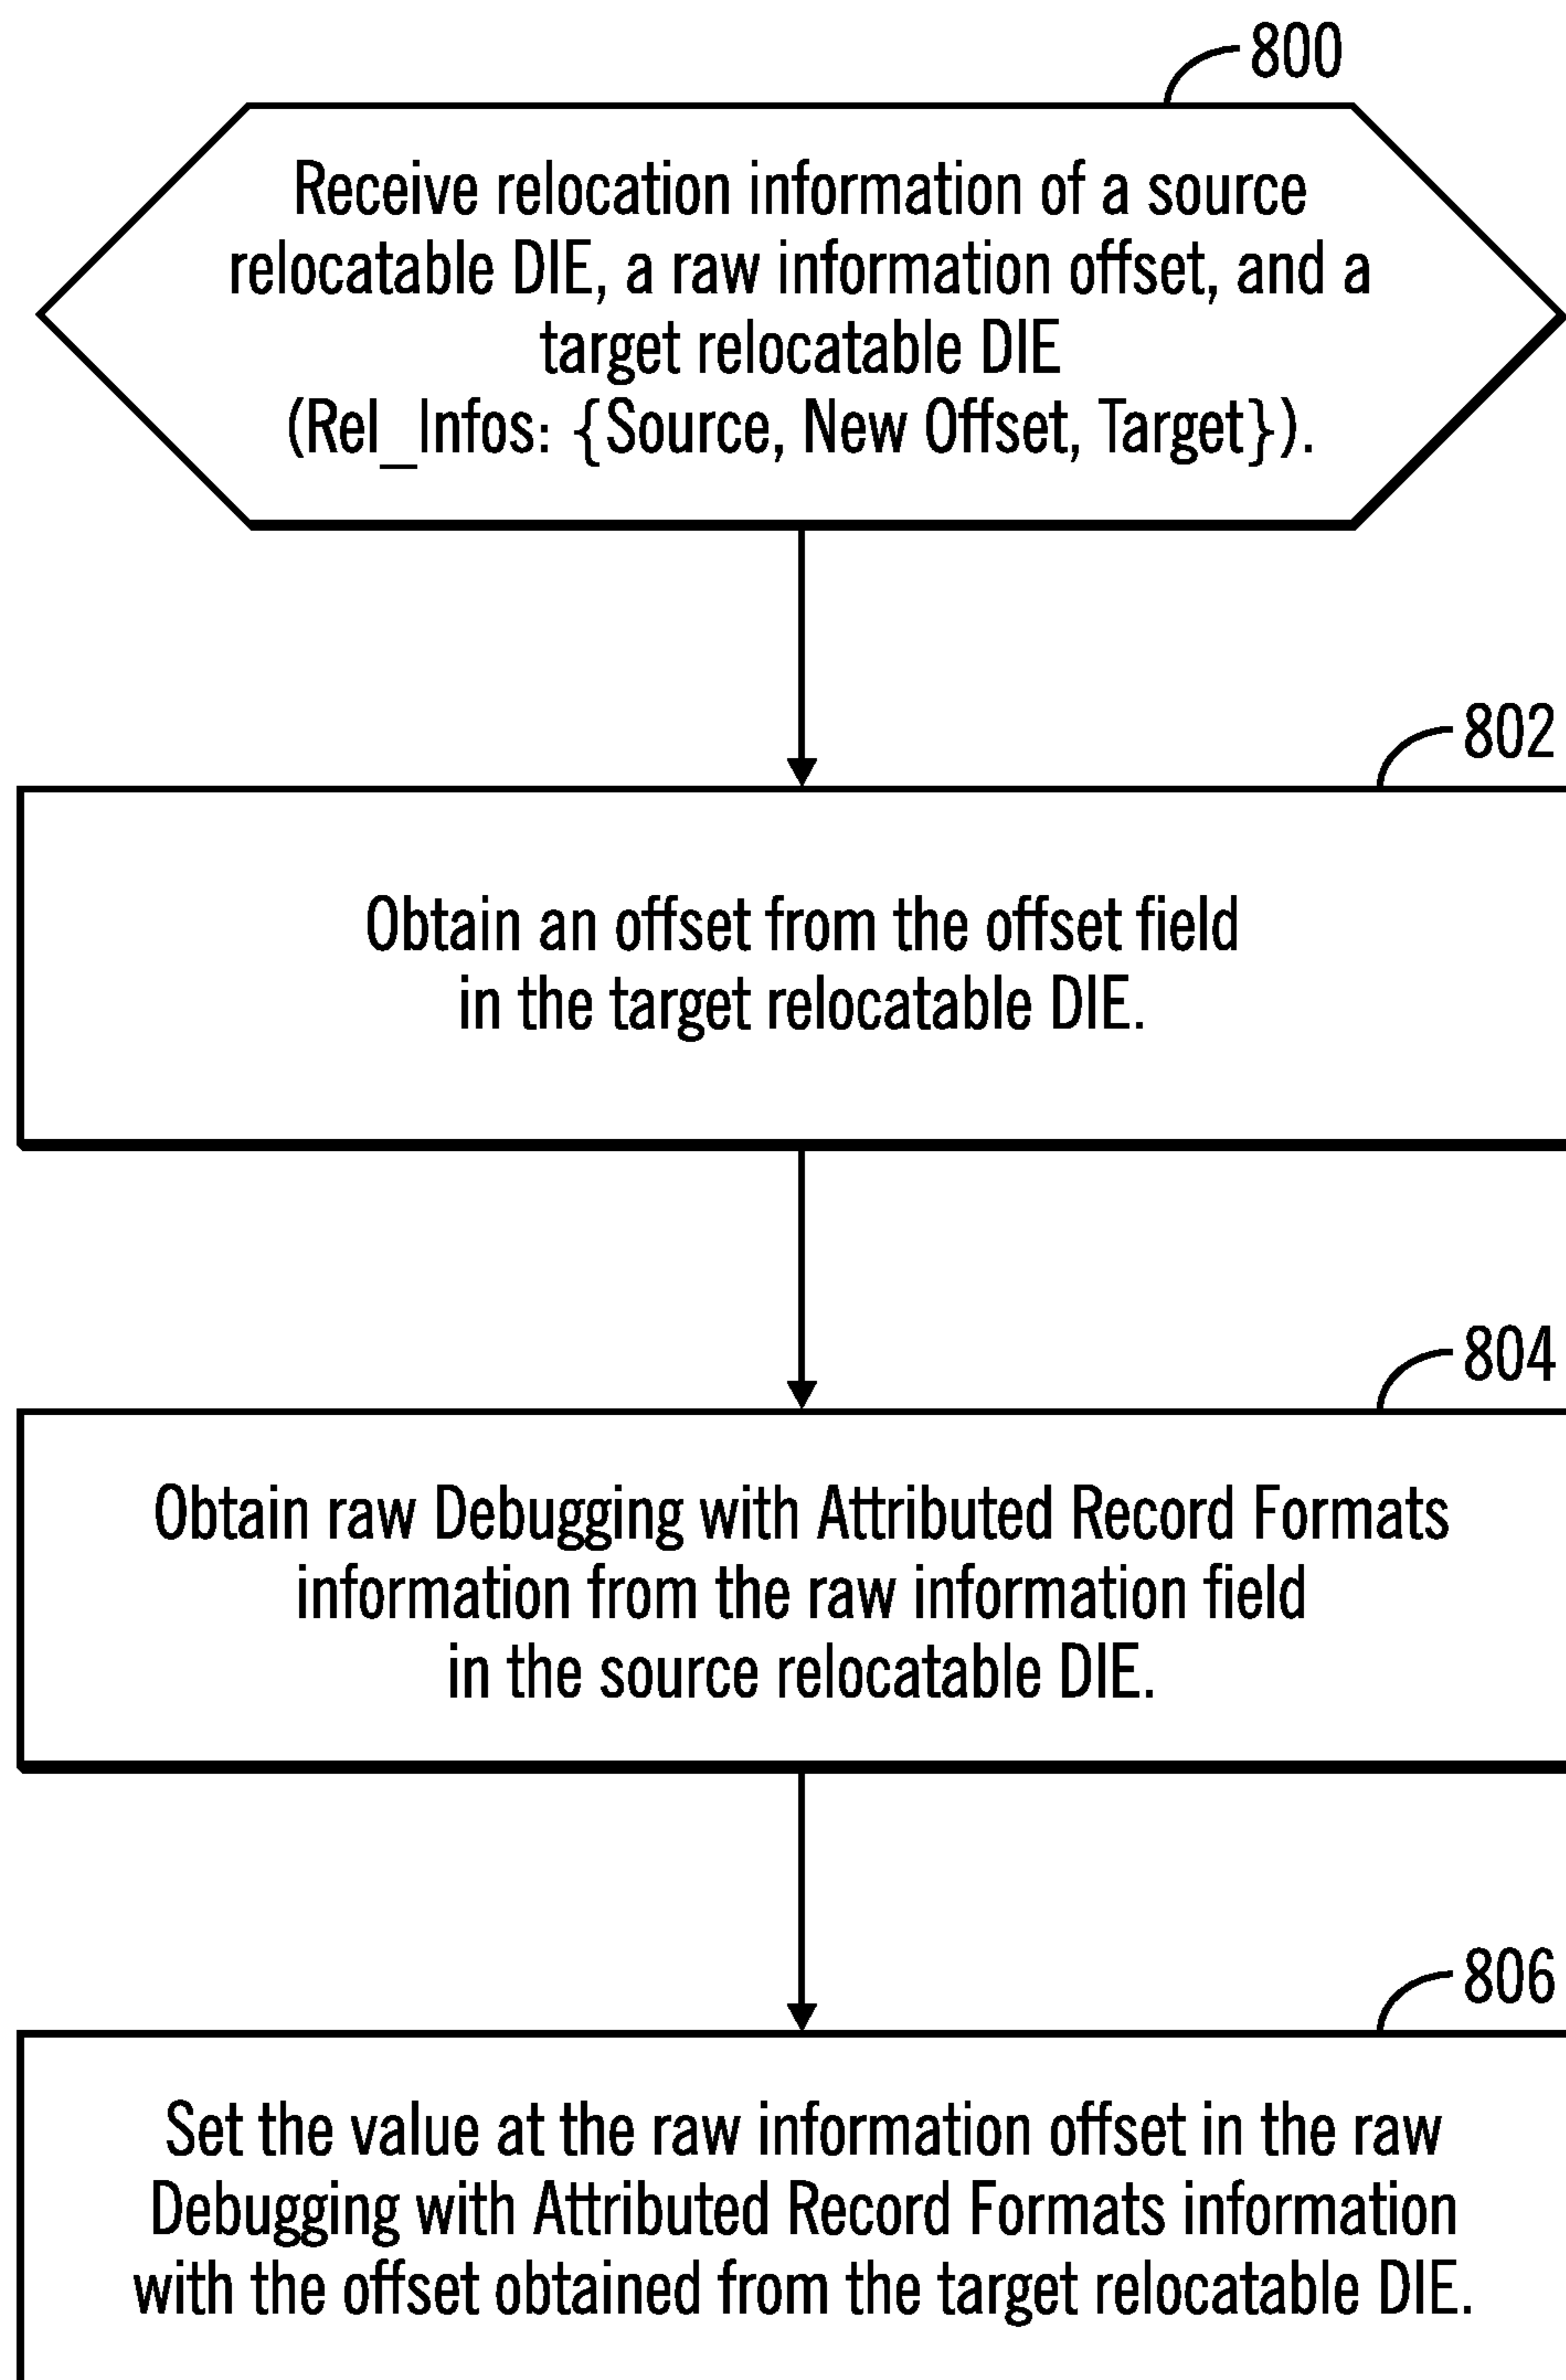 800
Receive relocation information of a source
relocatable DIE, a raw information offset, and a
target relocatable DIE
(Rel_Infos: {Source, New Offset, Target}).
802
Obtain an offset from the offset field
in the target relocatable DIE.
804
Obtain raw Debugging with Attributed Record Formats
information from the raw information field
in the source relocatable DIE.
806
Set the value at the raw information offset in the raw
Debugging with Attributed Record Formats information
with the offset obtained from the target relocatable DIE.